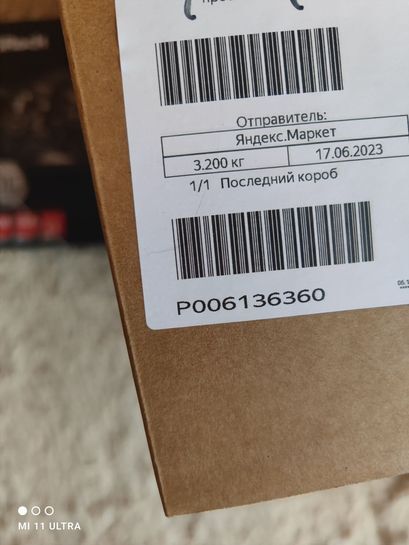 Отправитель:
Яндекс.Маркет
3.200 кг 17.06.2023
1/1 Последний короб
P006136360
MI 11 ULTRA